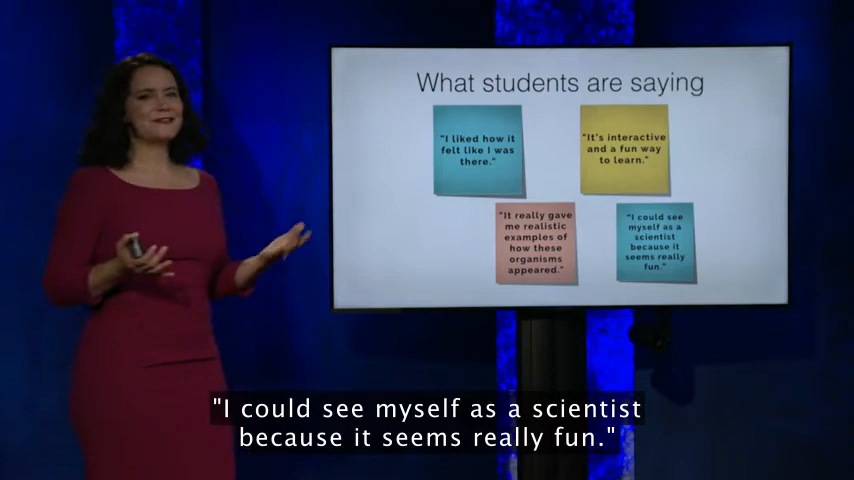 What students are saying
"I liked how it
felt like I was
there."
"It's interactive
and a fun way
to learn."
"It really gave
me realistic
examples of
how these
organisms
appeared."
"I could see
myself as a
scientist
because it
seems really
fun."
"I could see myself as a scientist
because it seems really fun."